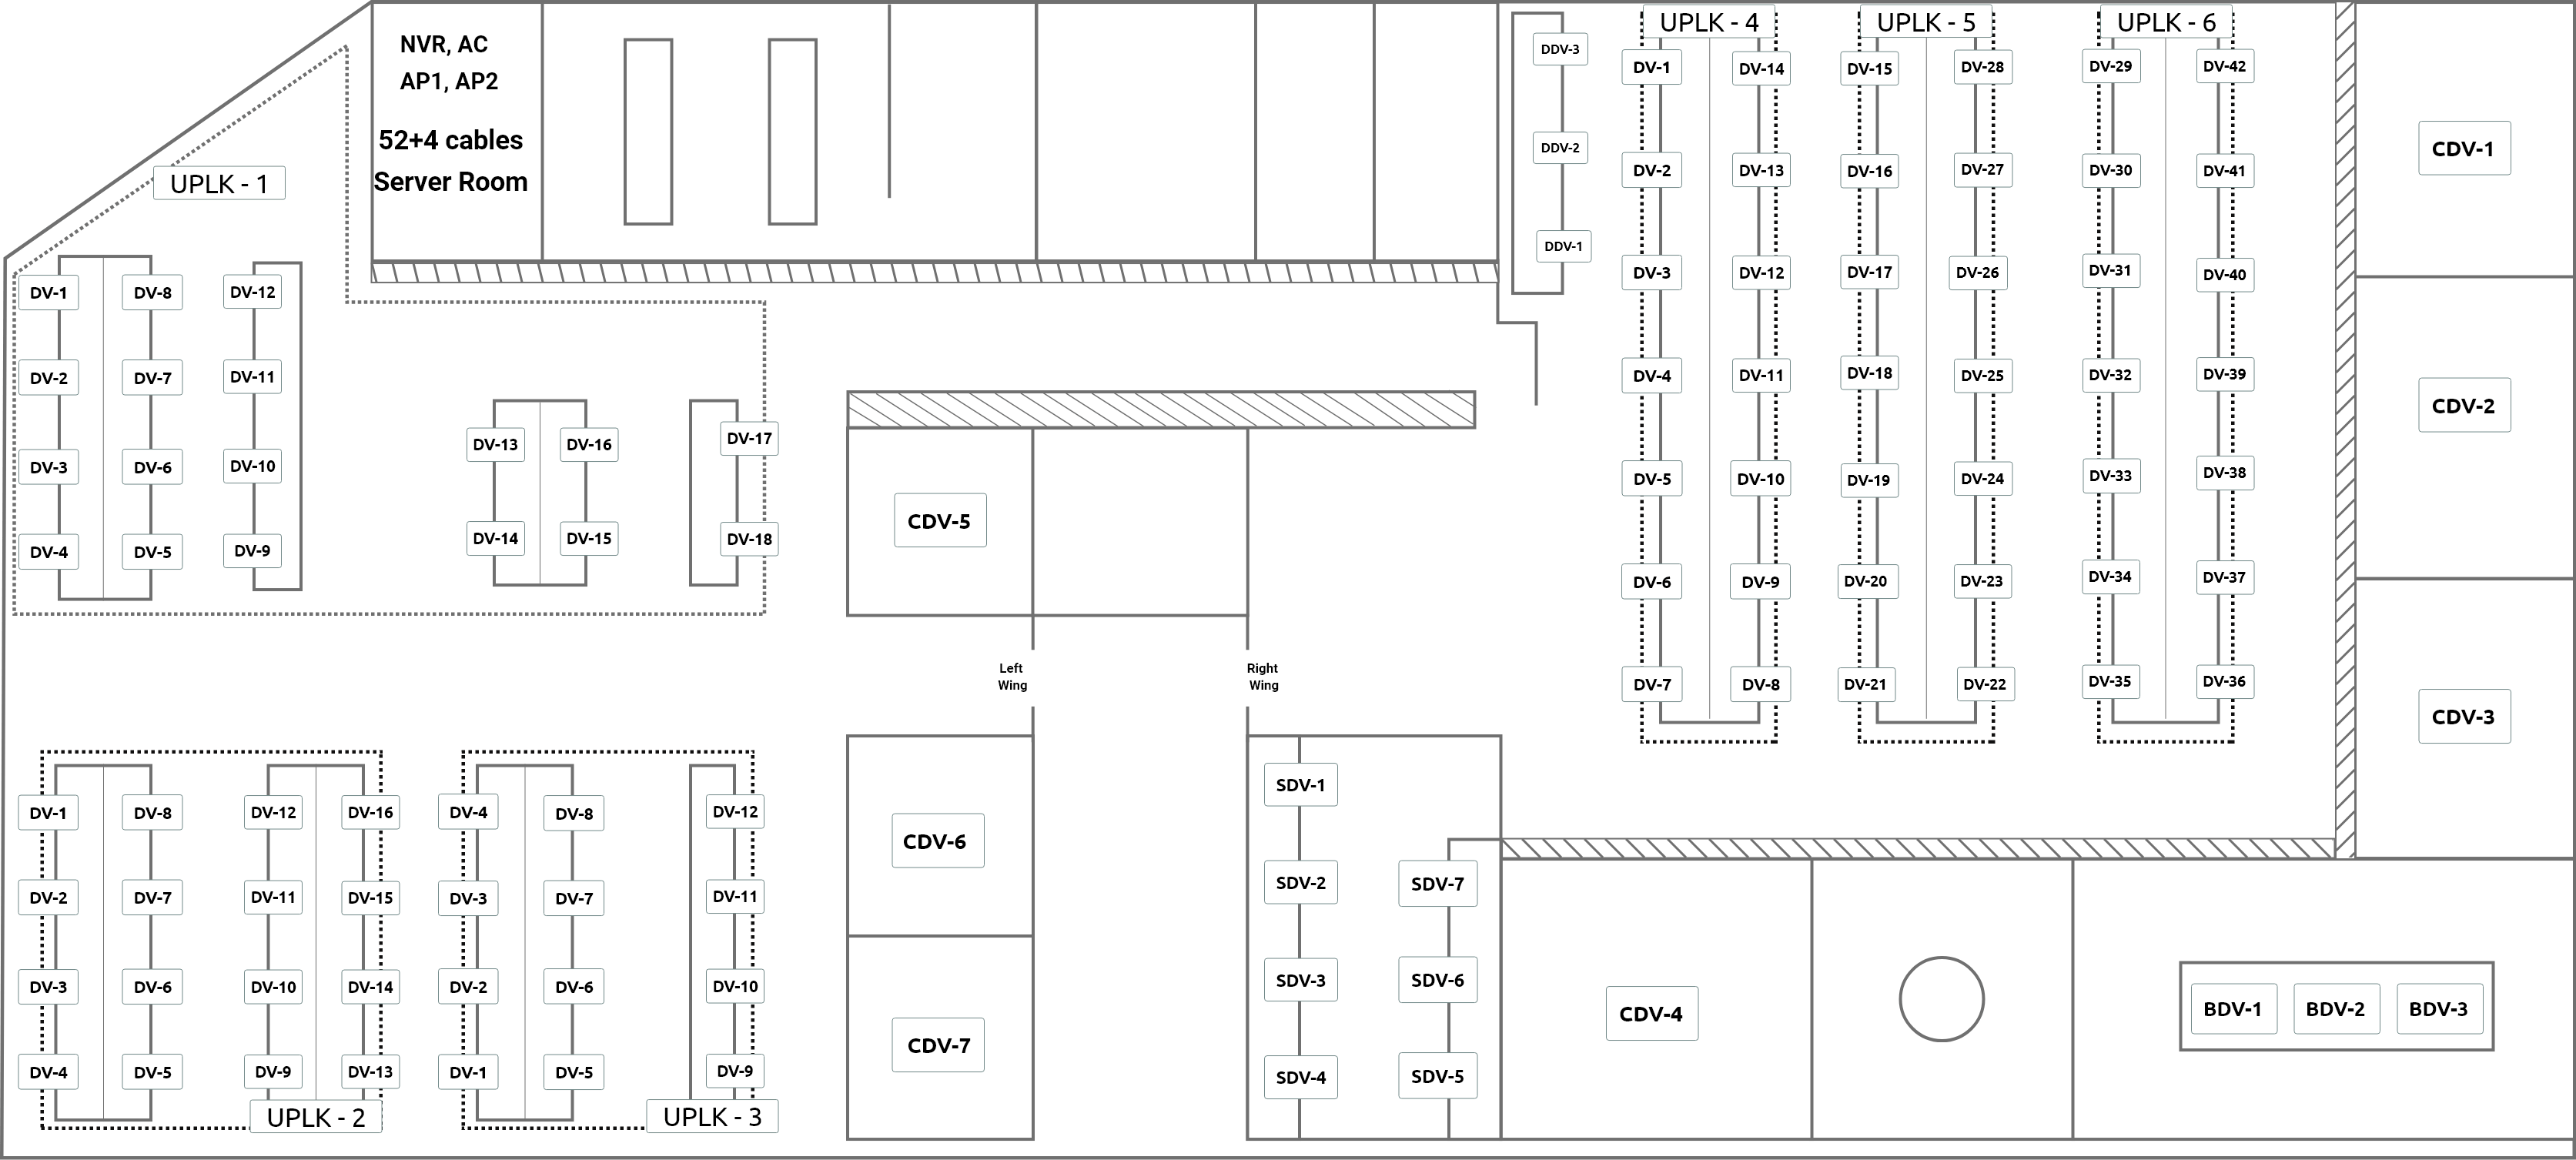 NVR, AC
AP1, AP2
52+4 cables
Server Room
UPLK - 1
DV-1
DV-8
DV-12
DV-2
DV-7
DV-11
DV-3
DV-6
DV-10
DV-4
DV-5
DV-9
DV-13
DV-16
DV-17
DV-14
DV-15
DV-18
DV-1
DV-8
DV-12
DV-16
DV-2
DV-7
DV-11
DV-15
DV-3
DV-6
DV-10
DV-14
DV-4
DV-5
DV-9
DV-13
UPLK - 2
DV-4
DV-8
DV-12
DV-3
DV-7
DV-11
DV-2
DV-6
DV-10
DV-1
DV-5
DV-9
UPLK - 3
CDV-5
Left
Wing
Right
Wing
CDV-6
CDV-7
SDV-1
SDV-2
SDV-7
SDV-3
SDV-6
SDV-4
SDV-5
DDV-3
DDV-2
DDV-1
UPLK - 4
DV-1
DV-14
DV-2
DV-13
DV-3
DV-12
DV-4
DV-11
DV-5
DV-10
DV-6
DV-9
DV-7
DV-8
UPLK - 5
DV-15
DV-28
DV-16
DV-27
DV-17
DV-26
DV-18
DV-25
DV-19
DV-24
DV-20
DV-23
DV-21
DV-22
UPLK - 6
DV-29
DV-42
DV-30
DV-41
DV-31
DV-40
DV-32
DV-39
DV-33
DV-38
DV-34
DV-37
DV-35
DV-36
CDV-1
CDV-2
CDV-3
CDV-4
BDV-1
BDV-2
BDV-3